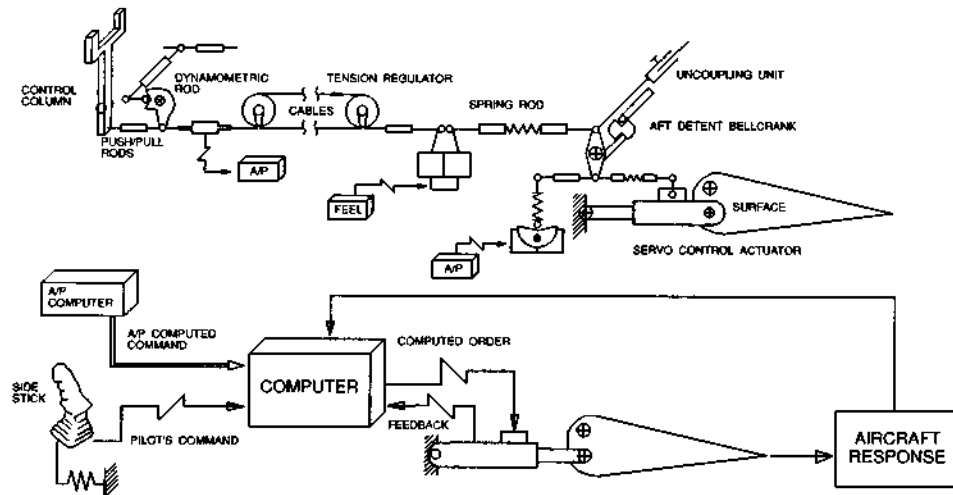 CONTROL
COLUMN
DYNAMOMETRIC
ROD
PUSH/PULL
RODS
A/P
TENSION REGULATOR
CABLES
FEEL
SPRING ROD
UNCOUPLING UNIT
AFT DETENT BELLCRANK
A/P
SURFACE
SERVO CONTROL ACTUATOR
A/P
COMPUTER
A/P COMPUTED
COMMAND
SIDE
STICK
PILOT'S COMMAND
COMPUTER
COMPUTED ORDER
FEEDBACK
AIRCRAFT
RESPONSE